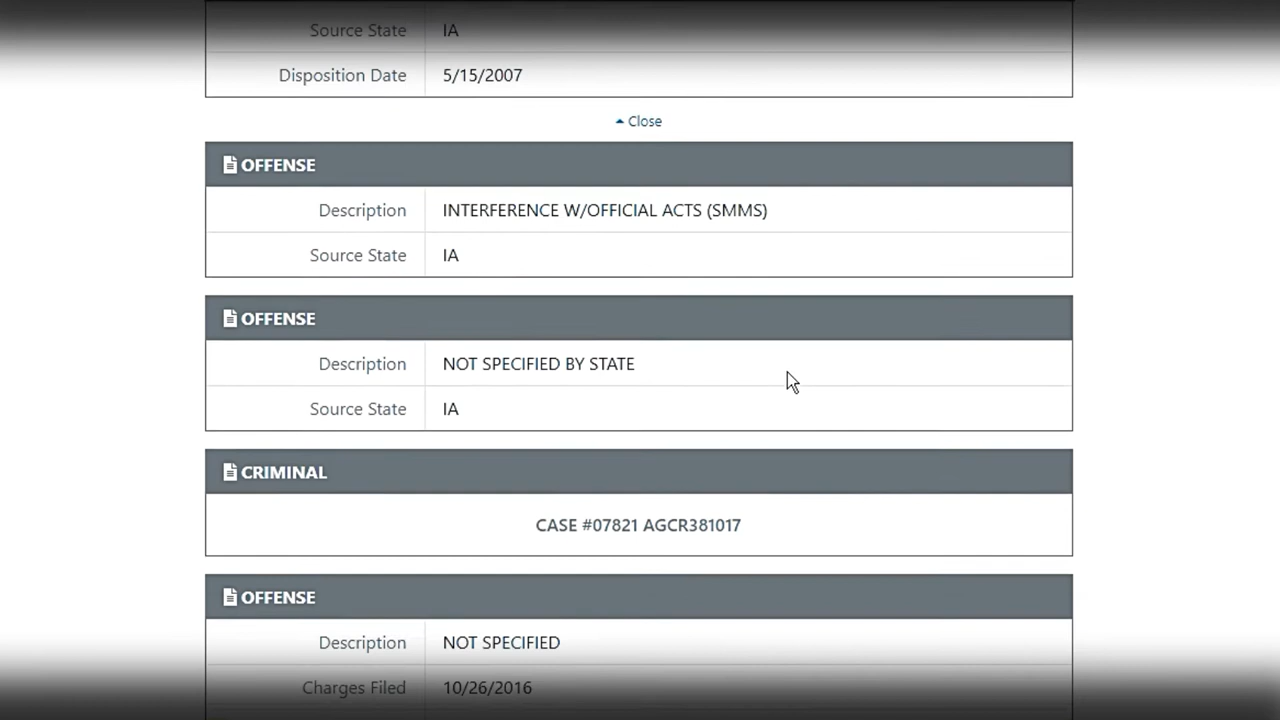 Source State IA
Disposition Date 5/15/2007
Close
OFFENSE
Description INTERFERENCE W/OFFICIAL ACTS (SMMS)
Source State IA
OFFENSE
Description NOT SPECIFIED BY STATE
Source State IA
CRIMINAL
CASE #07821 AGCR381017
OFFENSE
Description NOT SPECIFIED
Charges Filed 10/26/2016